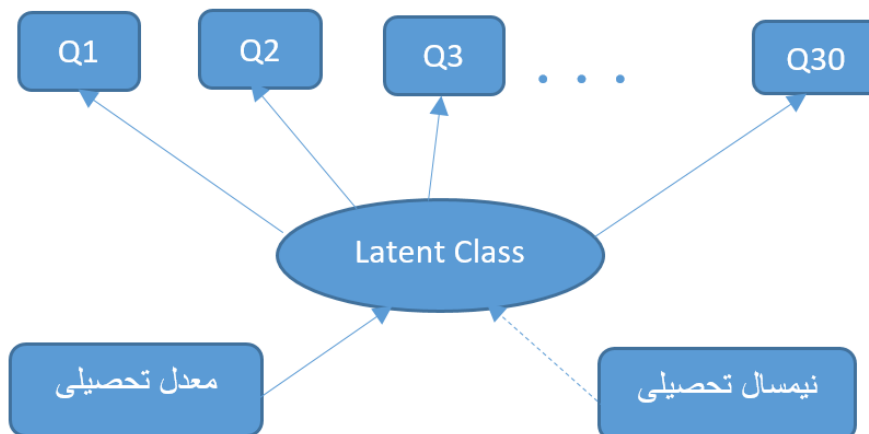 Q1
Q2
Q3
. . .
Q30
Latent Class
معدل تحصیلی
نیمسال تحصیلی